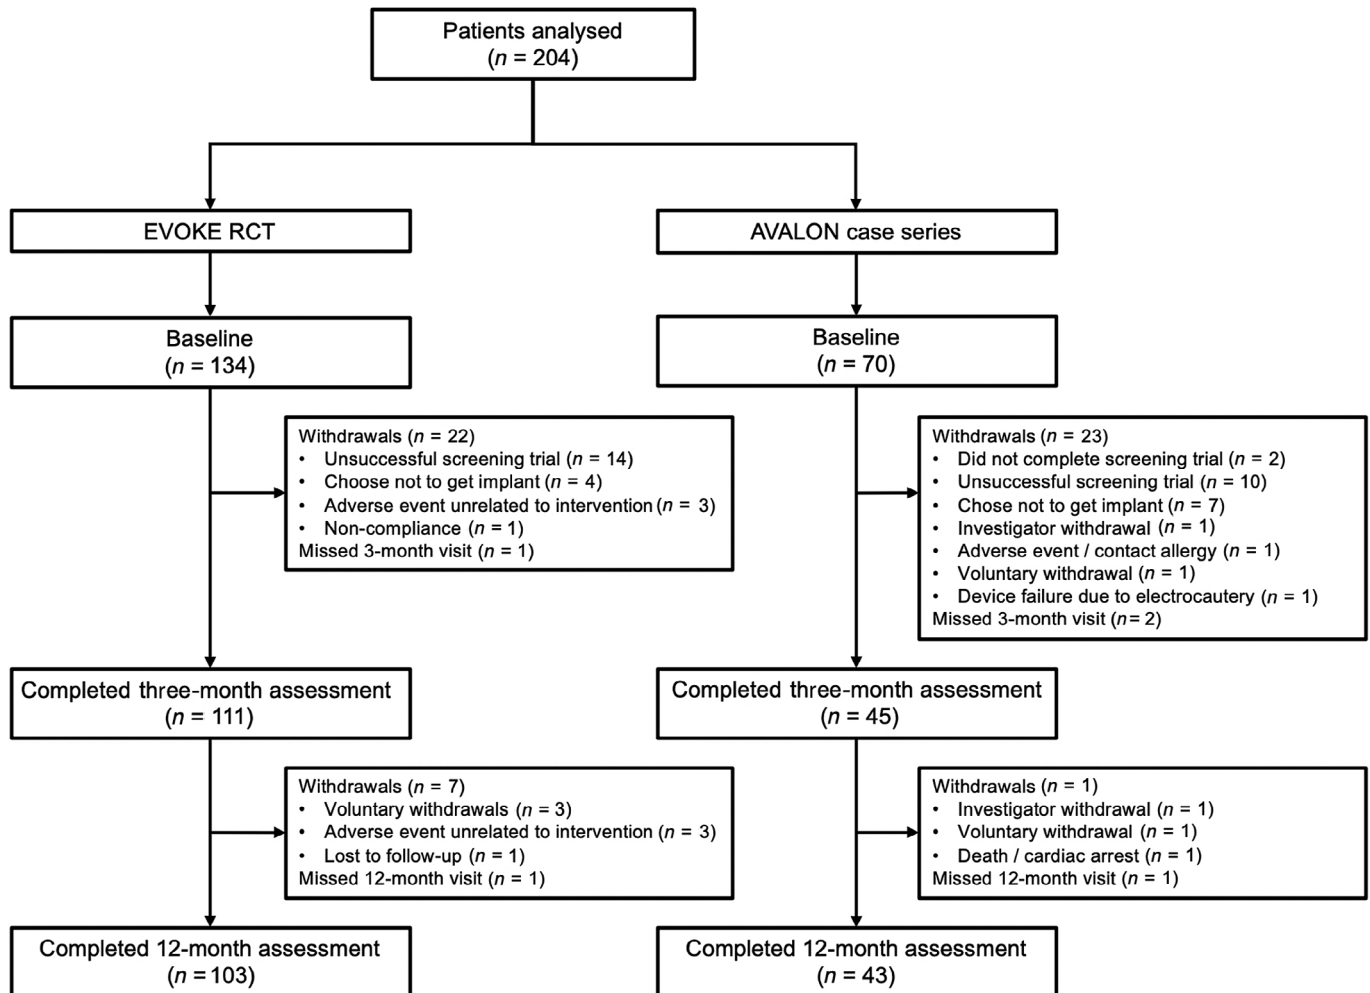 Patients analysed
(n = 204)
EVOKE RCT
AVALON case series
Baseline
(n = 134)
Baseline
(n = 70)
Withdrawals (n = 22)
• Unsuccessful screening trial (n = 14)
• Choose not to get implant (n = 4)
• Adverse event unrelated to intervention (n = 3)
• Non-compliance (n = 1)
Missed 3-month visit (n = 1)
Withdrawals (n = 23)
• Did not complete screening trial (n = 2)
• Unsuccessful screening trial (n = 10)
• Chose not to get implant (n = 7)
• Investigator withdrawal (n = 1)
• Adverse event / contact allergy (n = 1)
• Voluntary withdrawal (n = 1)
• Device failure due to electrocautery (n = 1)
Missed 3-month visit (n = 2)
Completed three-month assessment
(n = 111)
Completed three-month assessment
(n = 45)
Withdrawals (n = 7)
• Voluntary withdrawals (n = 3)
• Adverse event unrelated to intervention (n = 3)
• Lost to follow-up (n = 1)
Missed 12-month visit (n = 1)
Withdrawals (n = 1)
• Investigator withdrawal (n = 1)
• Voluntary withdrawal (n = 1)
• Death / cardiac arrest (n = 1)
Missed 12-month visit (n = 1)
Completed 12-month assessment
(n = 103)
Completed 12-month assessment
(n = 43)